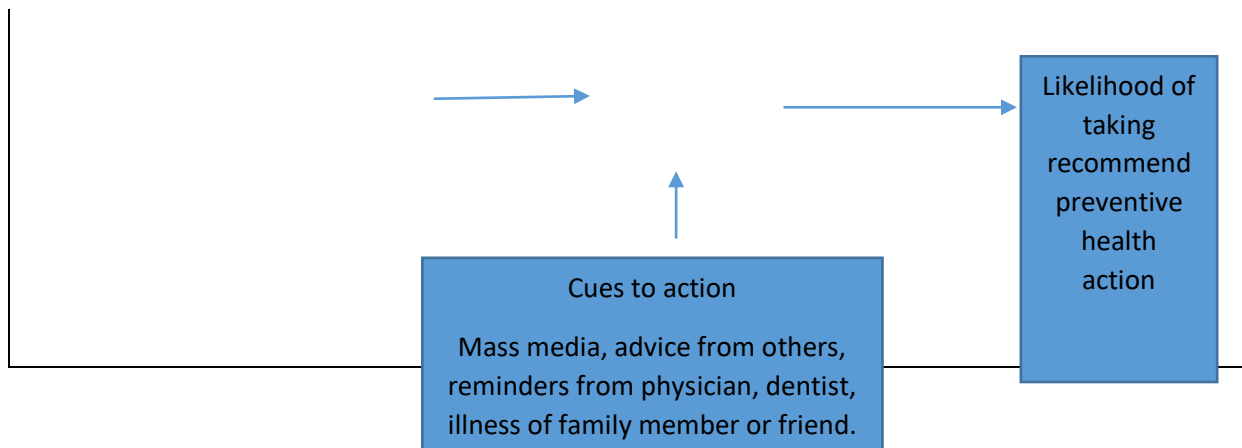 Likelihood of
taking
recommend
preventive
health
action
Cues to action
Mass media, advice from others,
reminders from physician, dentist,
illness of family member or friend.